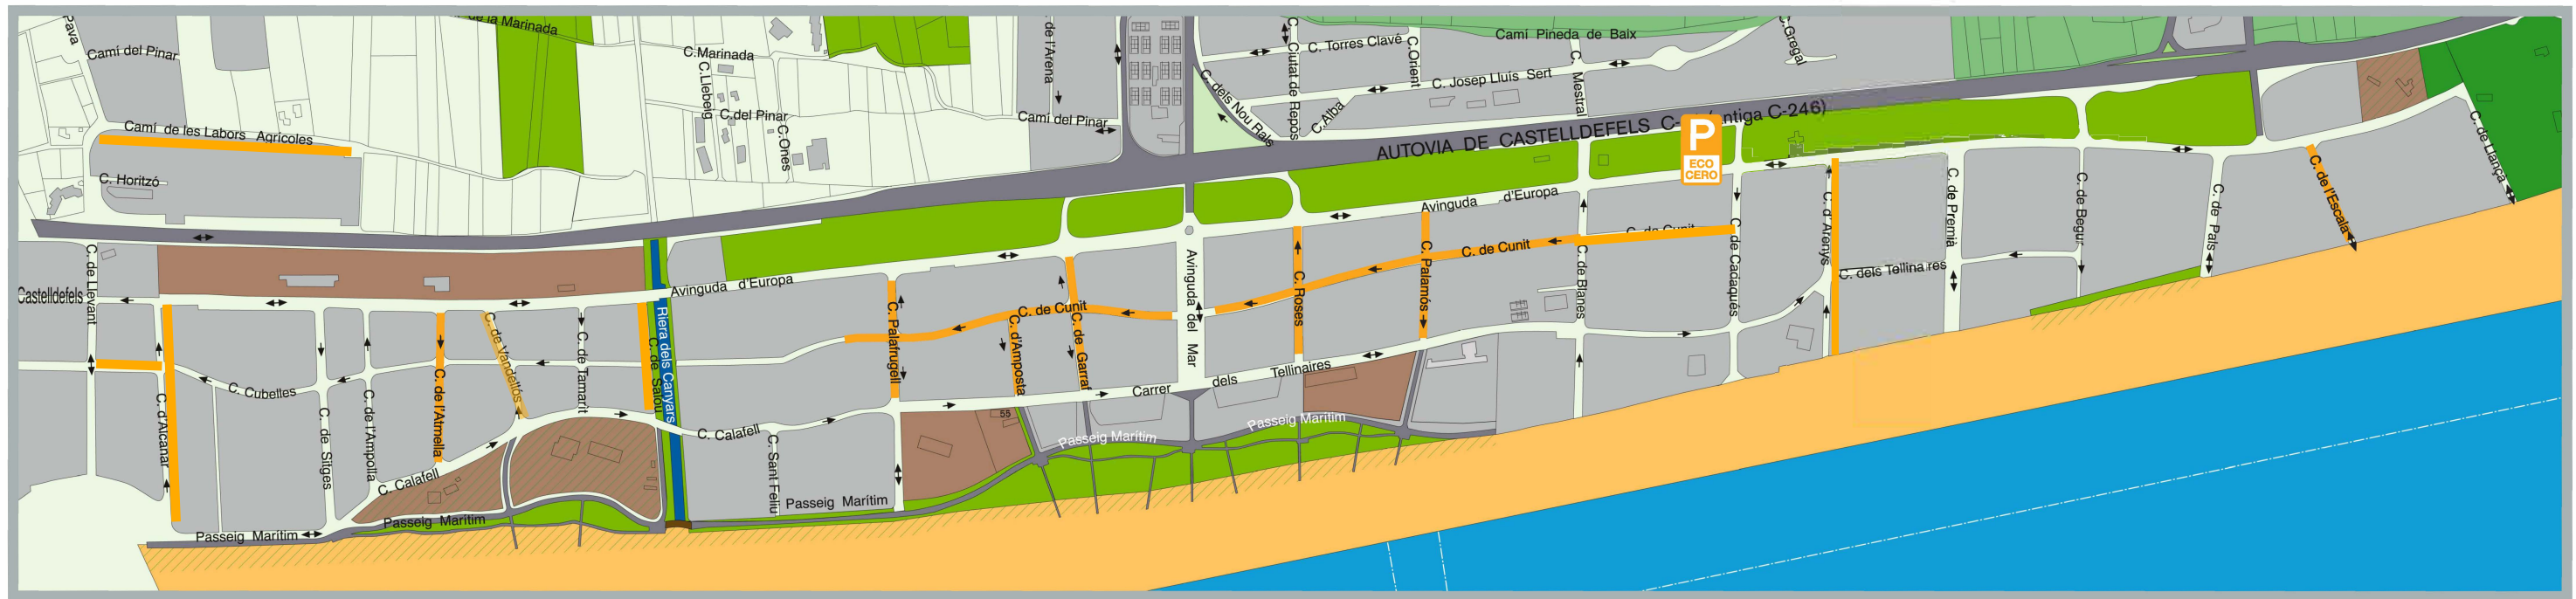 Pava
de la Marinada
C.Marinada
de l'Arena
C. Torres Clavé
C.Orient
Camí Pineda de Baix
C.Gregal
Camí del Pinar
C.Llebeig
C. dels Nou Rals
Ciutat de Repòs
C. Josep Lluís Sert
C. Mestral
C.del Pinar
C.Ones
Camí del Pinar
C.Alba
AUTOVIA DE CASTELLDEFELS C-
ntiga C-246)
P
ECO
CERO
Camí de les Labors Agrícoles
C. Horitzó
C. de Llançà
C. de l'Escala
C. de Pals
C. de Begur
C. de Premià
C. d'Arenys
C. de Cadaqués
C. de Blanes
Avinguda d'Europa
C. de Cunit
C. de Cunit
C. dels Tellinaires
C. Palamós
C. Roses
Avinguda del Mar
Castelldefels
C. de Llevant
Avinguda d'Europa
C. de Cunit
C. Palafrugell
C. d'Amposta
C. de Garraf
Riera dels Canyars
C. de Salou
C. de Tamarit
C. de Vandellós
C. de l'Atmella
C. de l'Ampolla
C. de Sitges
C. d'Alcanar
C. Cubelles
Carrer dels Tellinaires
55
Passeig Marítim
Passeig Marítim
C. Calafell
C. Sant Feliu
C. Calafell
Passeig Marítim
Passeig Marítim
Passeig Marítim